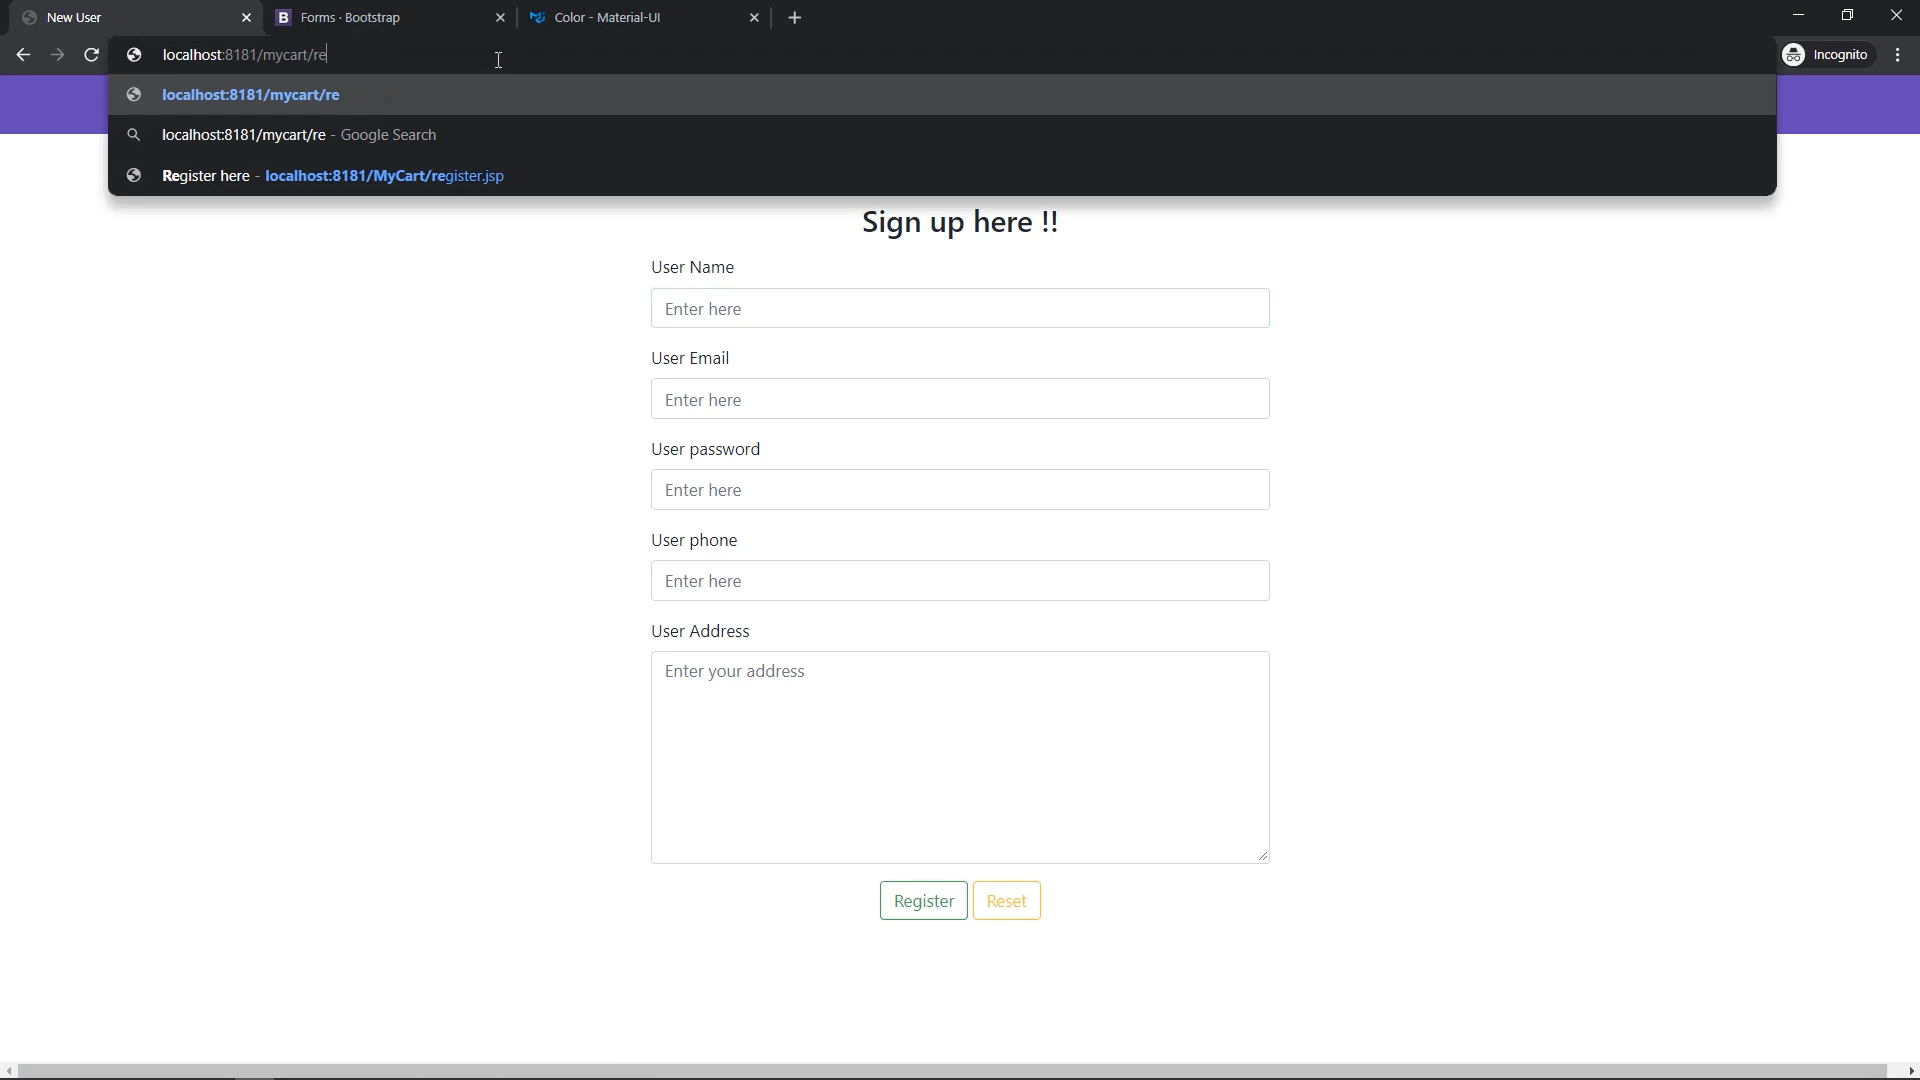 New User
Forms · Bootstrap
Color - Material-UI
localhost:8181/mycart/re
Incognito
localhost:8181/mycart/re
localhost:8181/mycart/re - Google Search
Register here - localhost:8181/MyCart/register.jsp
Sign up here !!
User Name
Enter here
User Email
Enter here
User password
Enter here
User phone
Enter here
User Address
Enter your address
Register Reset